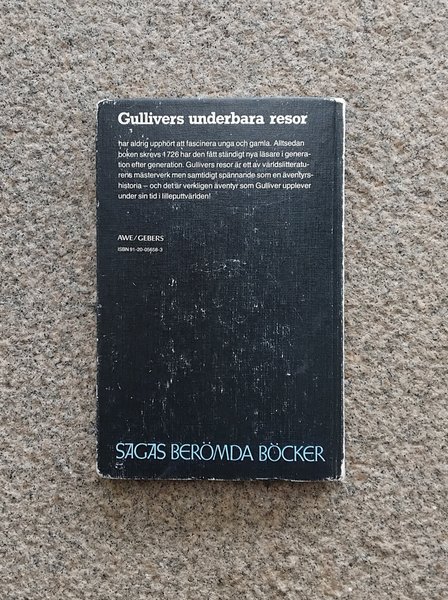 Gullivers underbara resor
har aldrig upphört att fascinera unga och gamla. Alltsedan
boken skrevs 1726 har den fått ständigt nya läsare i genera-
tion efter generation. Gullivers resor är ett av världslitteratu-
rens mästerverk men samtidigt spännande som en äventyrs-
historia – och det är verkligen äventyr som Gulliver upplever
under sin tid i lilleputtvärlden!
AWE/GEBERS
ISBN 91-20-05658-3
SAGAS BERÖMDA BÖCKER